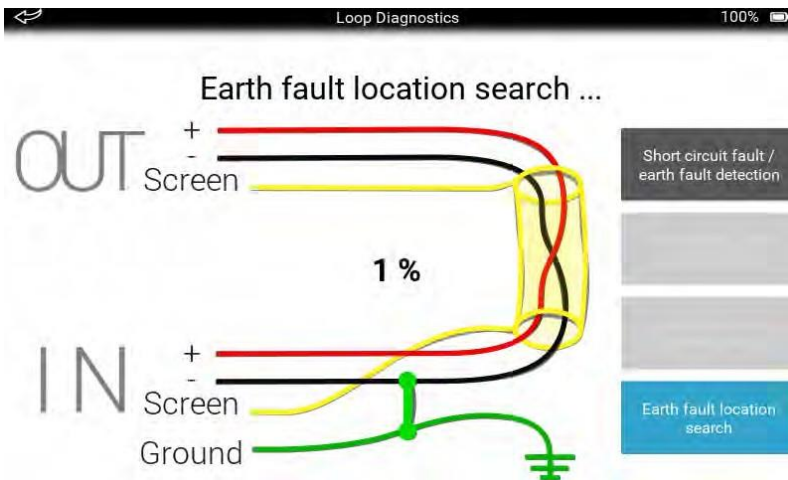 Loop Diagnostics
100%
Earth fault location search ...
OUT
+
-
Screen
Short circuit fault /
earth fault detection
1 %
IN
+
-
Screen
Ground
Earth fault location
search